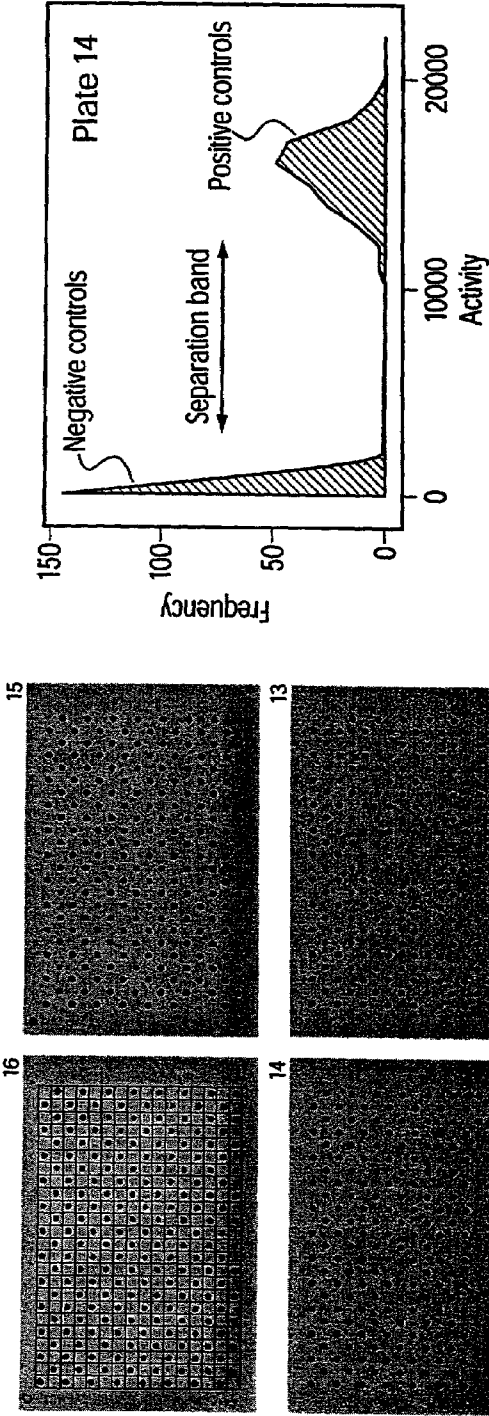 16
15
14
13
Plate 14
Negative controls
Separation band
Positive controls
150
100
50
0
Frequency
0
10000
20000
Activity